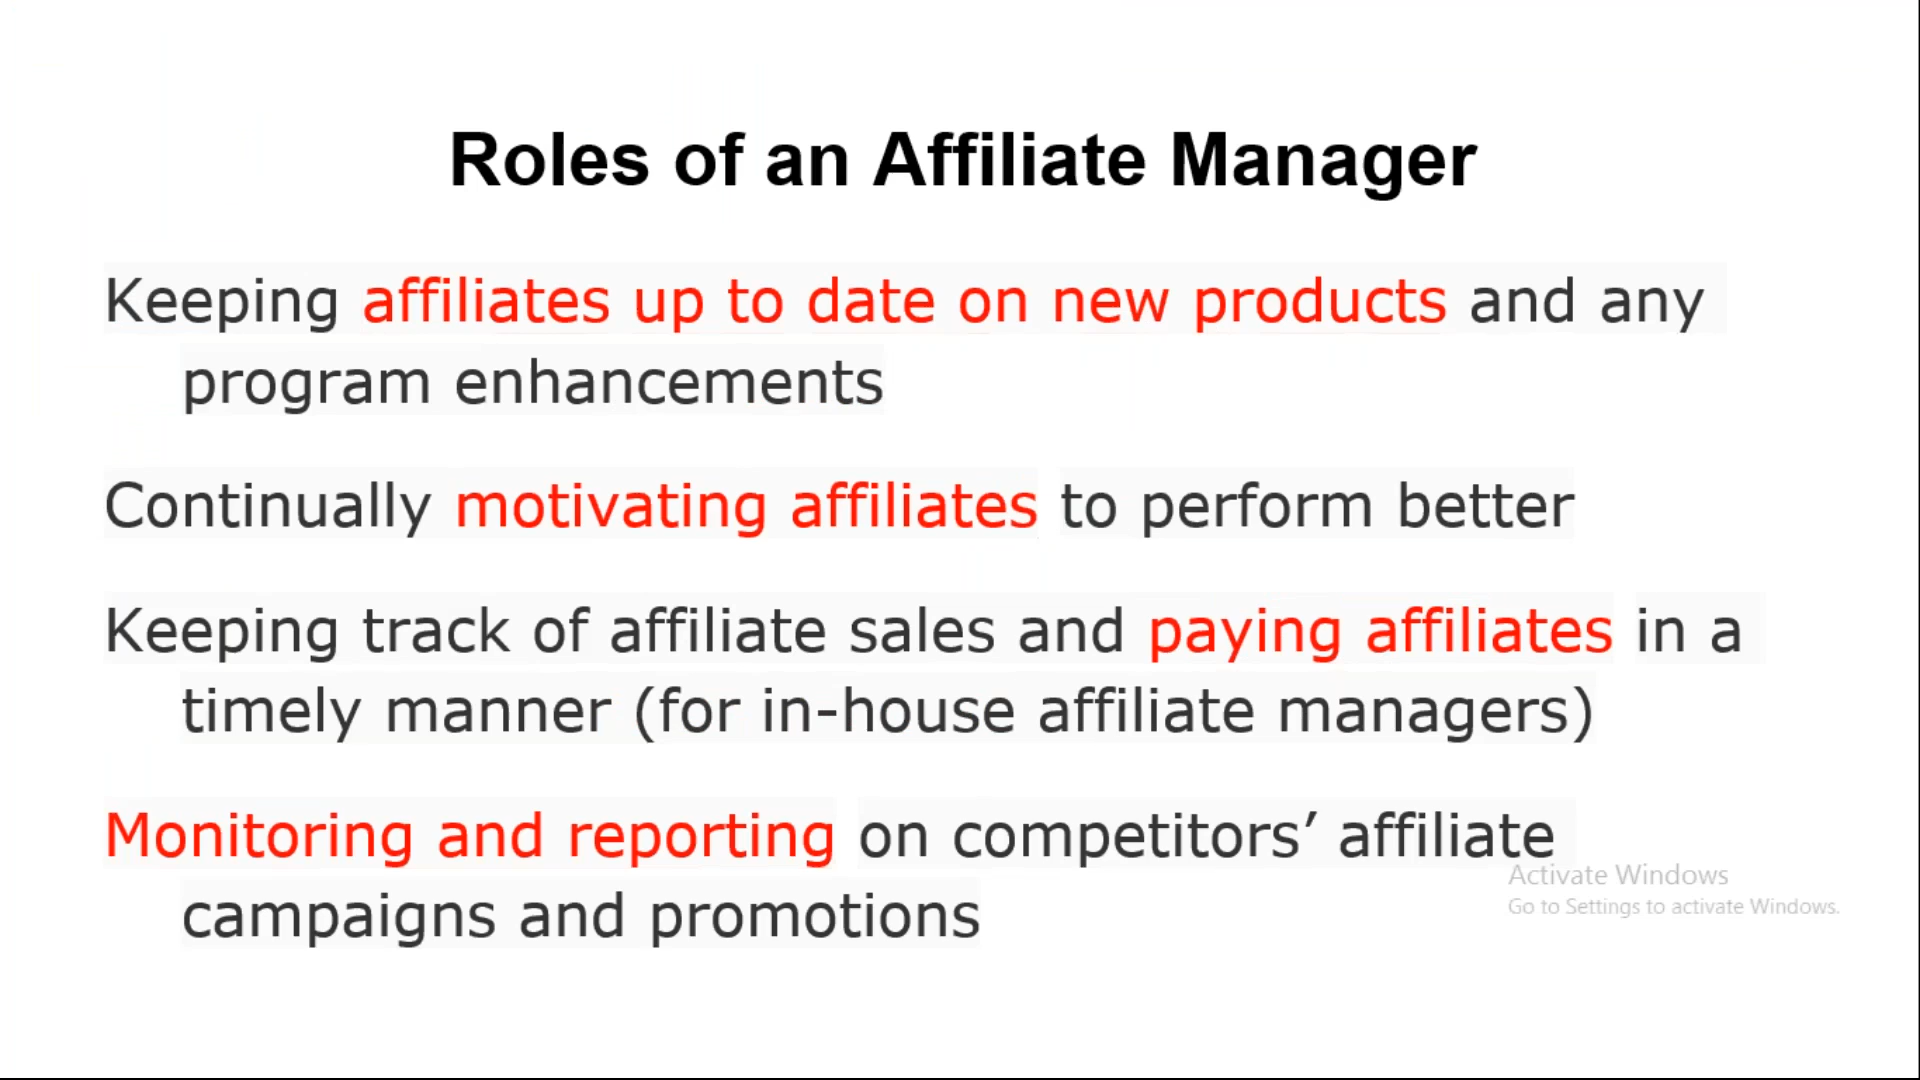 Roles of an Affiliate Manager
Keeping affiliates up to date on new products and any
program enhancements
Continually motivating affiliates to perform better
Keeping track of affiliate sales and paying affiliates in a
timely manner (for in-house affiliate managers)
Monitoring and reporting on competitors’ affiliate
campaigns and promotions
Activate Windows
Go to Settings to activate Windows.